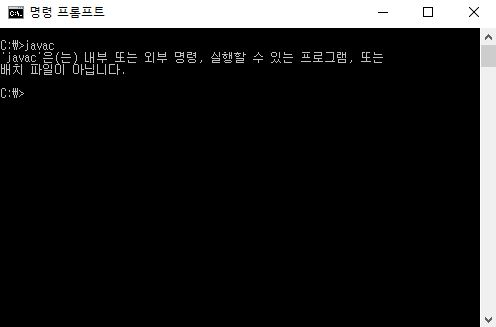 명령 프롬프트
C:\>javac
'javac'은(는) 내부 또는 외부 명령, 실행할 수 있는 프로그램, 또는
배치 파일이 아닙니다.
C:\>